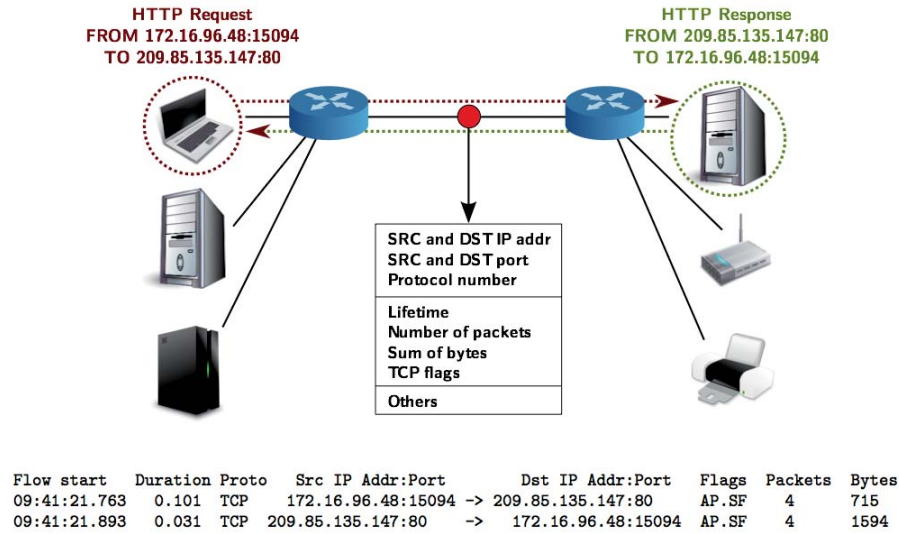 HTTP Request
FROM 172.16.96.48:15094
TO 209.85.135.147:80
HTTP Response
FROM 209.85.135.147:80
TO 172.16.96.48:15094
SRC and DST IP addr
SRC and DST port
Protocol number
Lifetime
Number of packets
Sum of bytes
TCP flags
Others
Flow start Duration Proto Src IP Addr:Port Dst IP Addr:Port Flags Packets Bytes
09:41:21.763 0.101 TCP 172.16.96.48:15094 -> 209.85.135.147:80 AP.SF 4 715
09:41:21.893 0.031 TCP 209.85.135.147:80 -> 172.16.96.48:15094 AP.SF 4 1594